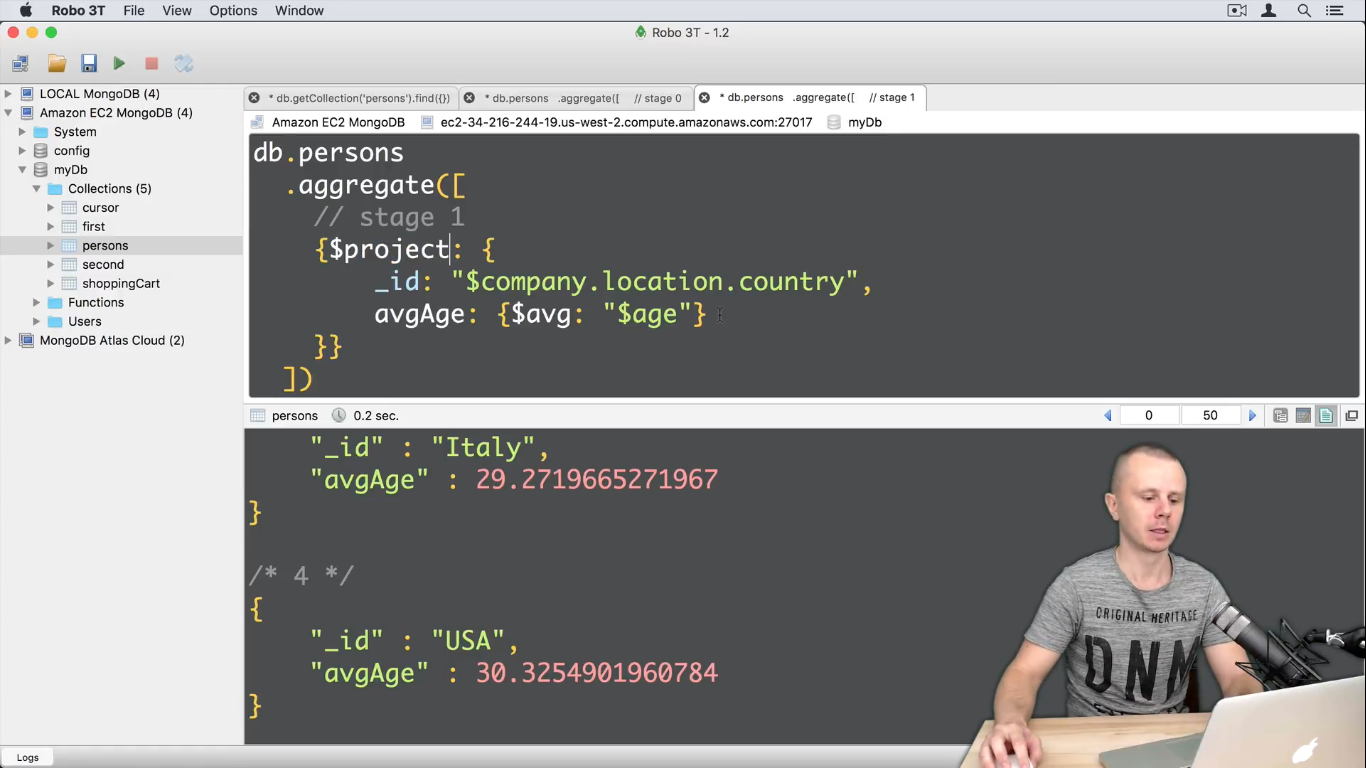 Robo 3T File View Options Window
Robo 3T - 1.2
LOCAL MongoDB (4)
Amazon EC2 MongoDB (4)
System
config
myDb
Collections (5)
cursor
first
persons
second
shoppingCart
Functions
Users
MongoDB Atlas Cloud (2)
* db.getCollection('persons').find({}) * db.persons .aggregate([ // stage 0 * db.persons .aggregate([ // stage 1
Amazon EC2 MongoDB ec2-34-216-244-19.us-west-2.compute.amazonaws.com:27017 myDb
db.persons
.aggregate([
// stage 1
{$project: {
_id: "$company.location.country",
avgAge: {$avg: "$age"}
}}
])
persons 0.2 sec. 0 50
"_id" : "Italy",
"avgAge" : 29.2719665271967
}
/* 4 */
{
"_id" : "USA",
"avgAge" : 30.3254901960784
}
ORIGINAL HERITAGE
DNM
Logs